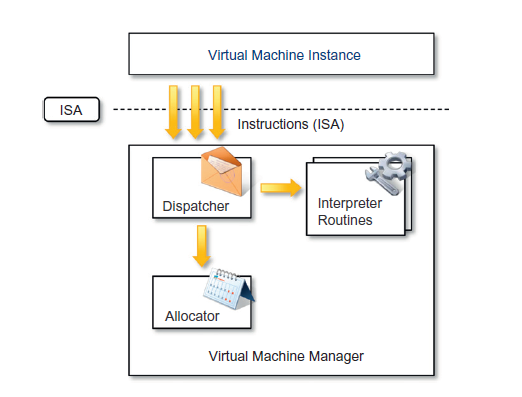 Virtual Machine Instance
ISA
Instructions (ISA)
Dispatcher
Interpreter
Routines
Allocator
Virtual Machine Manager